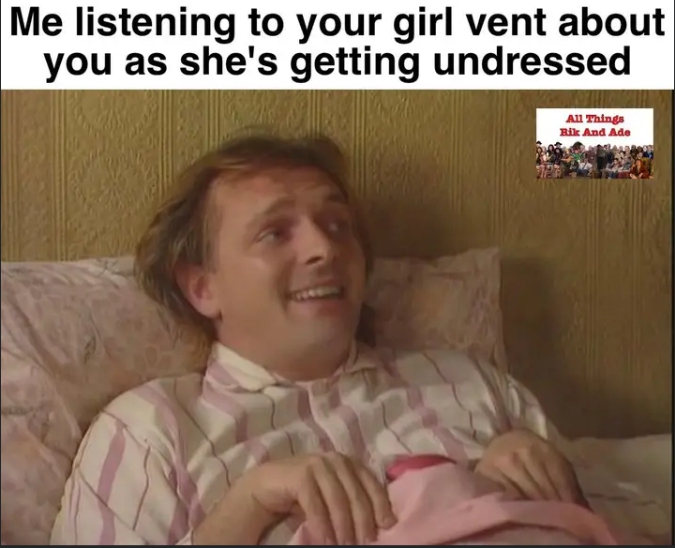 Me listening to your girl vent about
you as she's getting undressed
All Things
Rik And Ade